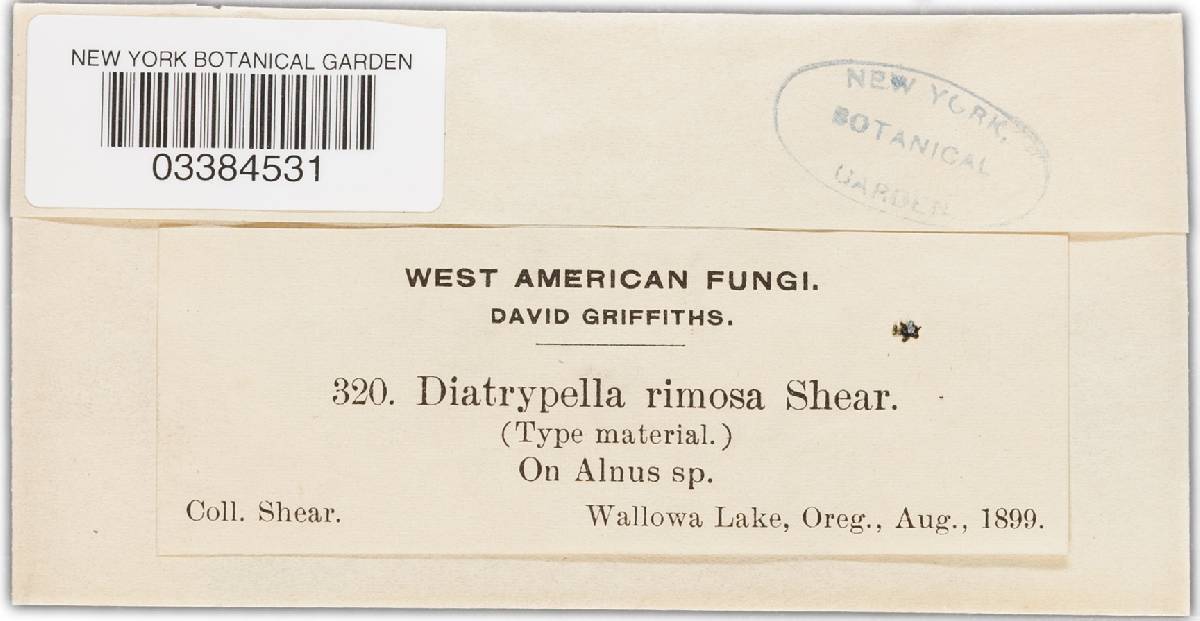 NEW YORK BOTANICAL GARDEN
03384531
NEW YORK.
BOTANICAL
GARDEN
WEST AMERICAN FUNGI.
DAVID GRIFFITHS.
320. Diatrypella rimosa Shear.
(Type material.)
On Alnus sp.
Coll. Shear. Wallowa Lake, Oreg., Aug., 1899.